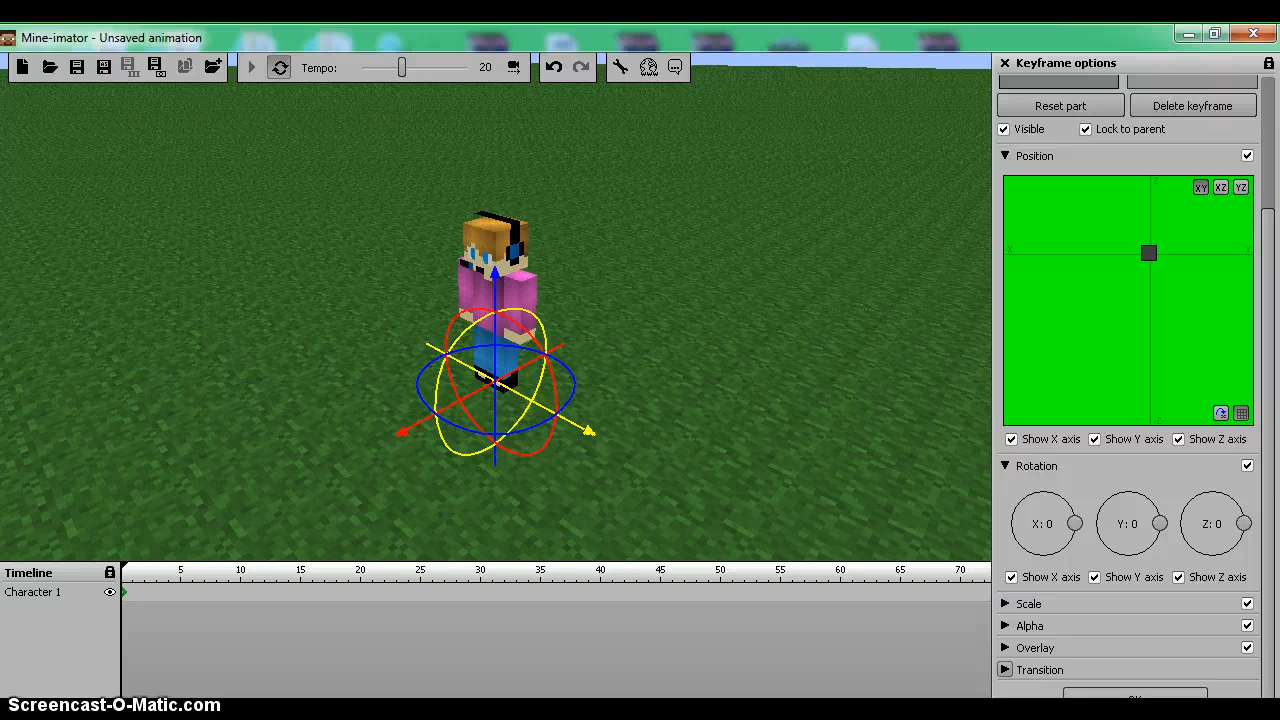 Mine-imator - Unsaved animation
Tempo: 20
Keyframe options
Reset part Delete keyframe
Visible Lock to parent
Position
XY XZ YZ
Z
X X
Z
Show X axis Show Y axis Show Z axis
Rotation
X: 0 Y: 0 Z: 0
Show X axis Show Y axis Show Z axis
Scale
Alpha
Overlay
Transition
Timeline
5 10 15 20 25 30 35 40 45 50 55 60 65 70
Character 1
Screencast-O-Matic.com